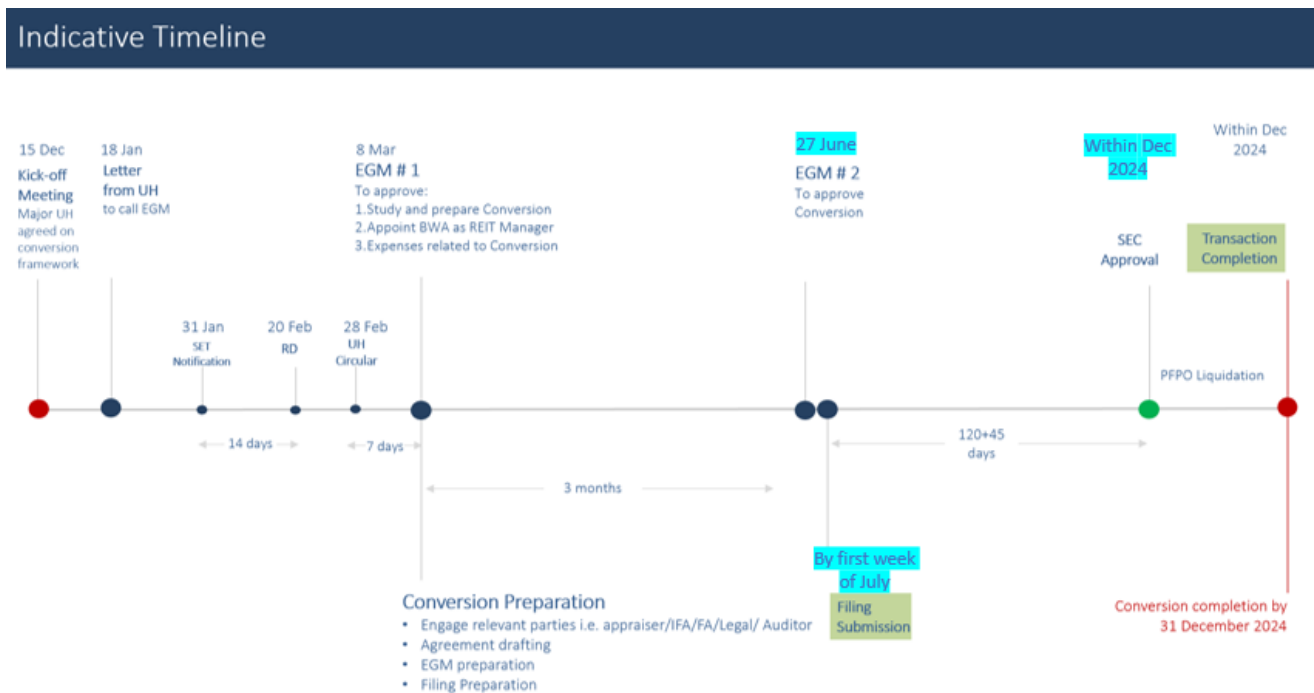 Indicative Timeline
15 Dec
Kick-off
Meeting
Major UH
agreed on
conversion
framework
18 Jan
Letter
from UH
to call EGM
31 Jan
SET
Notification
20 Feb
RD
28 Feb
UH
Circular
8 Mar
EGM # 1
To approve:
1.Study and prepare Conversion
2.Appoint BWA as REIT Manager
3.Expenses related to Conversion
27 June
EGM # 2
To approve
Conversion
Within Dec
2024
SEC
Approval
Within Dec
2024
Transaction
Completion
PFPO Liquidation
14 days
7 days
3 months
120+45
days
By first week
of July
Filing
Submission
Conversion Preparation
• Engage relevant parties i.e. appraiser/IFA/FA/Legal/ Auditor
• Agreement drafting
• EGM preparation
• Filing Preparation
Conversion completion by
31 December 2024